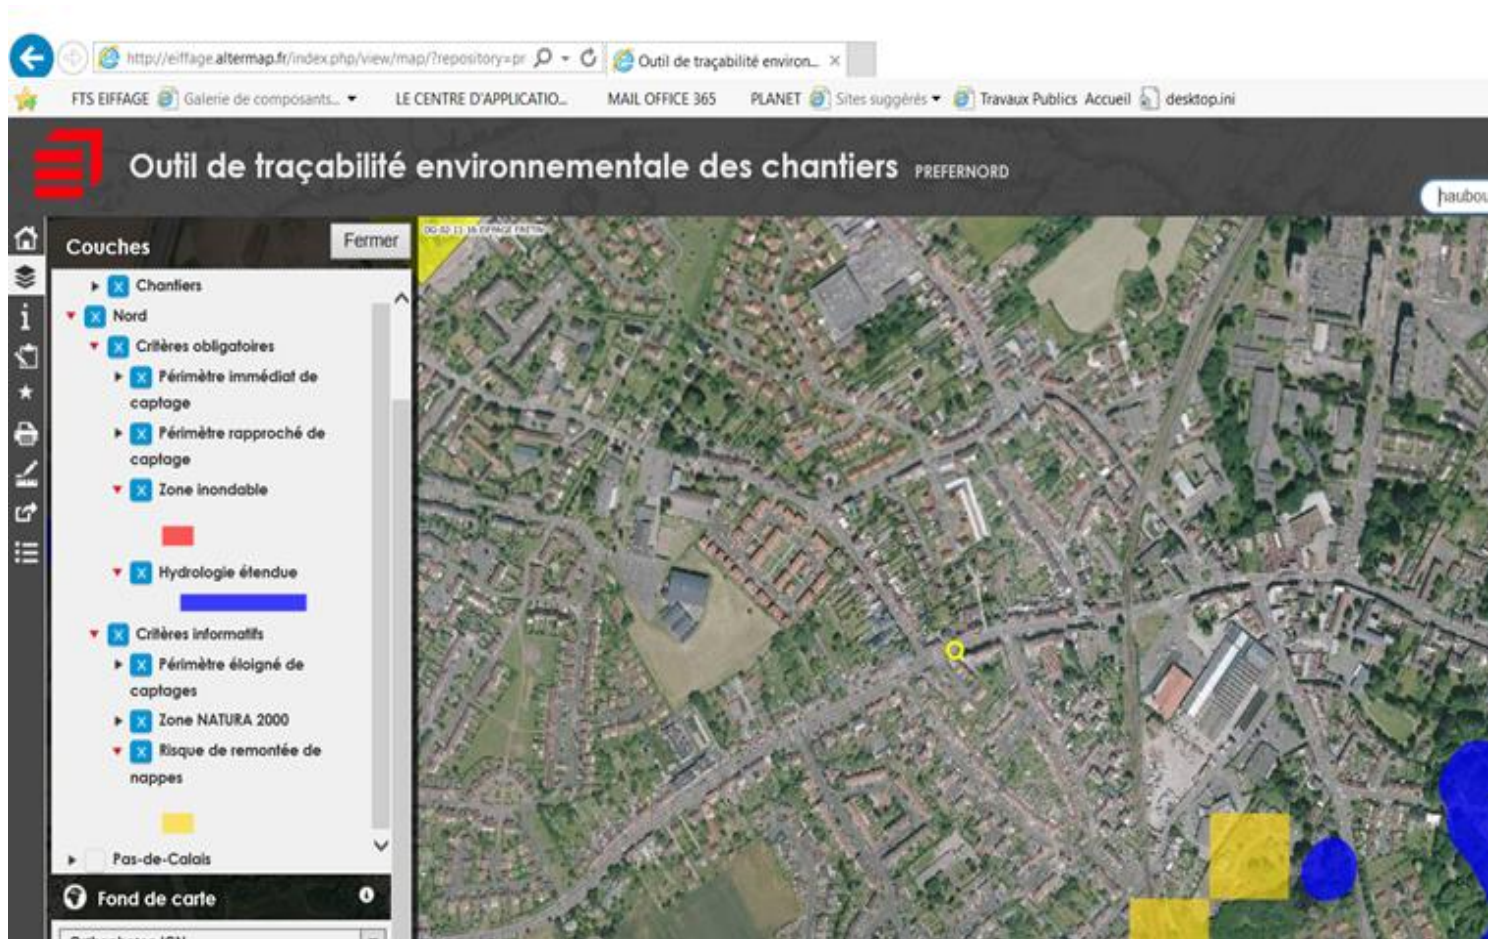 http://eiffage.altermap.fr/index.php/view/map/?repository=pr
Outil de traçabilité environ...
FTS EIFFAGE Galerie de composants... LE CENTRE D'APPLICATIO... MAIL OFFICE 365 PLANET Sites suggérés Travaux Publics Accueil desktop.ini
Outil de traçabilité environnementale des chantiers PREFERNORD
haubou
Couches
Fermer
Chantiers
Nord
Critères obligatoires
Périmètre immédiat de
captage
Périmètre rapproché de
captage
Zone inondable
Hydrologie étendue
Critères informatifs
Périmètre éloigné de
captages
Zone NATURA 2000
Risque de remontée de
nappes
Pas-de-Calais
Fond de carte